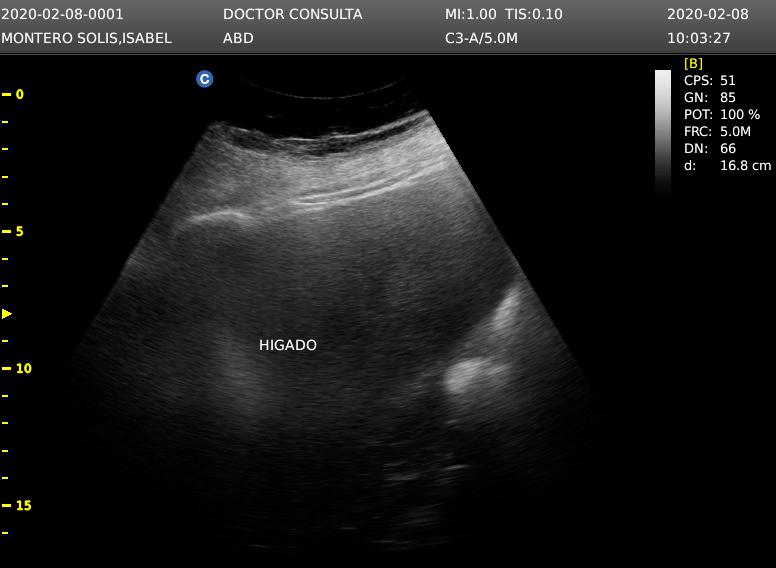 2020-02-08-0001 DOCTOR CONSULTA MI:1.00 TIS:0.10 2020-02-08
MONTERO SOLIS,ISABEL ABD C3-A/5.0M 10:03:27
C
[B]
CPS: 51
GN: 85
POT: 100 %
FRC: 5.0M
DN: 66
d: 16.8 cm
0
5
10
15
HIGADO